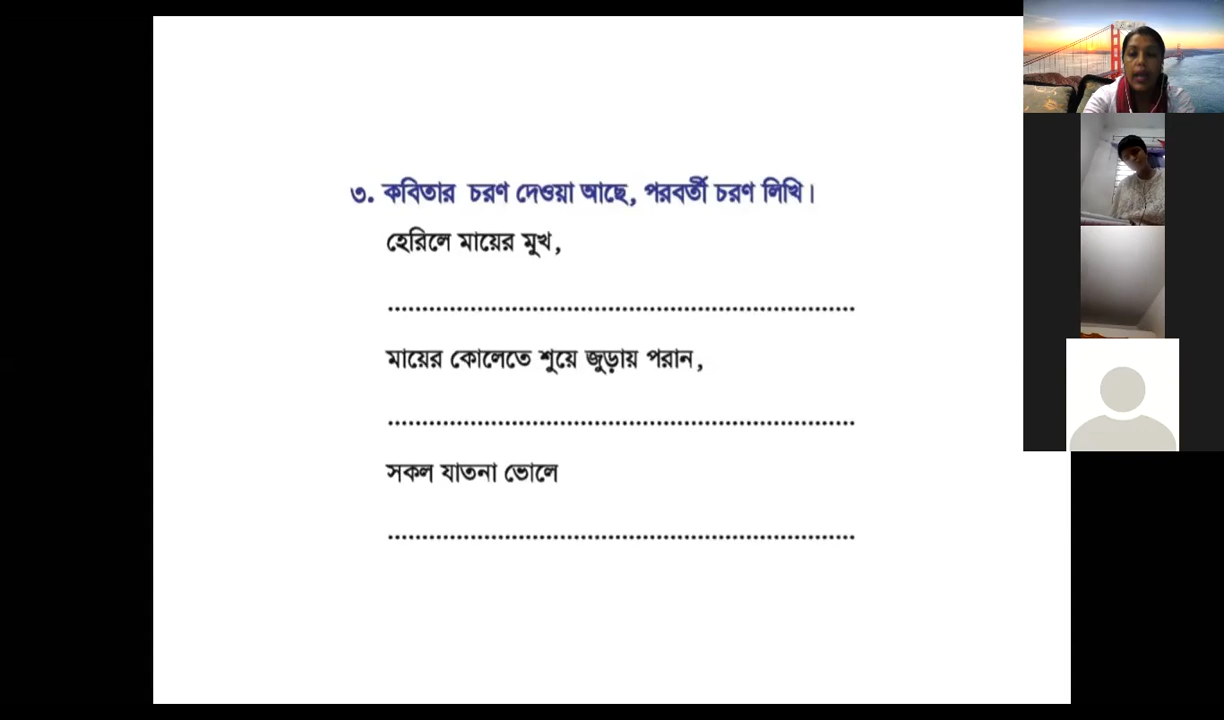 ৩. কবিতার চরণ দেওয়া আছে, পরবর্তী চরণ লিখি।
হেরিলে মায়ের মুখ,
......................................................................
মায়ের কোলেতে শুয়ে জুড়ায় পরান,
......................................................................
সকল যাতনা ভোলে
......................................................................